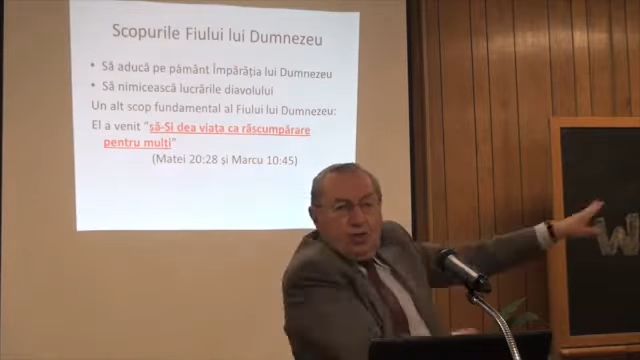 Scopurile Fiului lui Dumnezeu
• Să aducă pe pământ Împărăția lui Dumnezeu
• Să nimicească lucrările diavolului
Un alt scop fundamental al Fiului lui Dumnezeu:
El a venit “să-Și dea viața ca răscumpărare
pentru mulți”
(Matei 20:28 și Marcu 10:45)
W